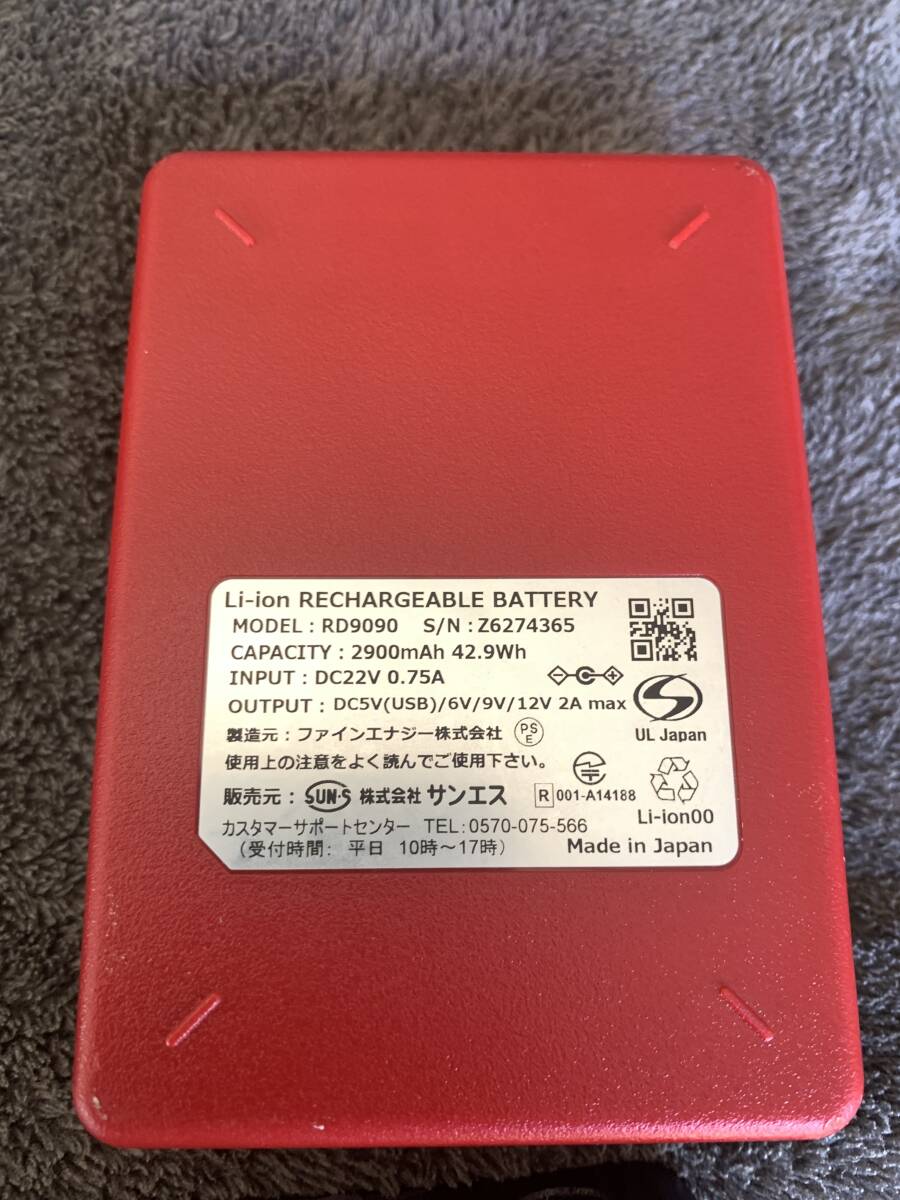 Li-ion RECHARGEABLE BATTERY
MODEL : RD9090 S/N : Z6274365
CAPACITY : 2900mAh 42.9Wh
INPUT : DC22V 0.75A
OUTPUT : DC5V(USB)/6V/9V/12V 2A max
UL Japan
製造元 : ファインエナジー株式会社 PSE
使用上の注意をよく読んでご使用下さい。
R 001-A14188
販売元 : SUN・S 株式会社 サンエス
Li-ion00
カスタマーサポートセンター TEL: 0570-075-566
(受付時間: 平日 10時～17時)
Made in Japan